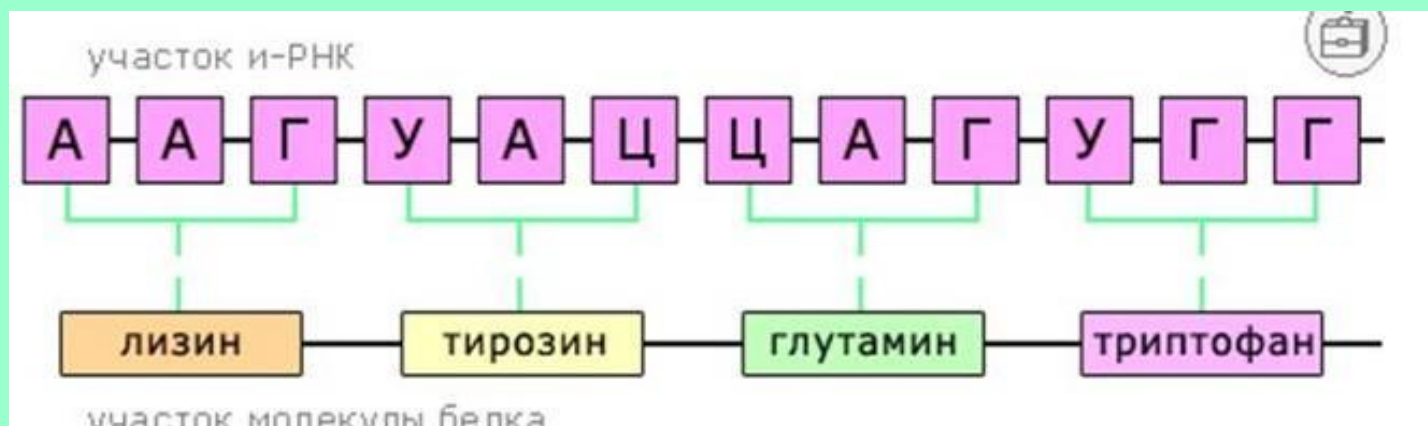 участок и-РНК
А А Г У А Ц Ц А Г У Г Г
лизин тирозин глутамин триптофан
участок молекулы белка